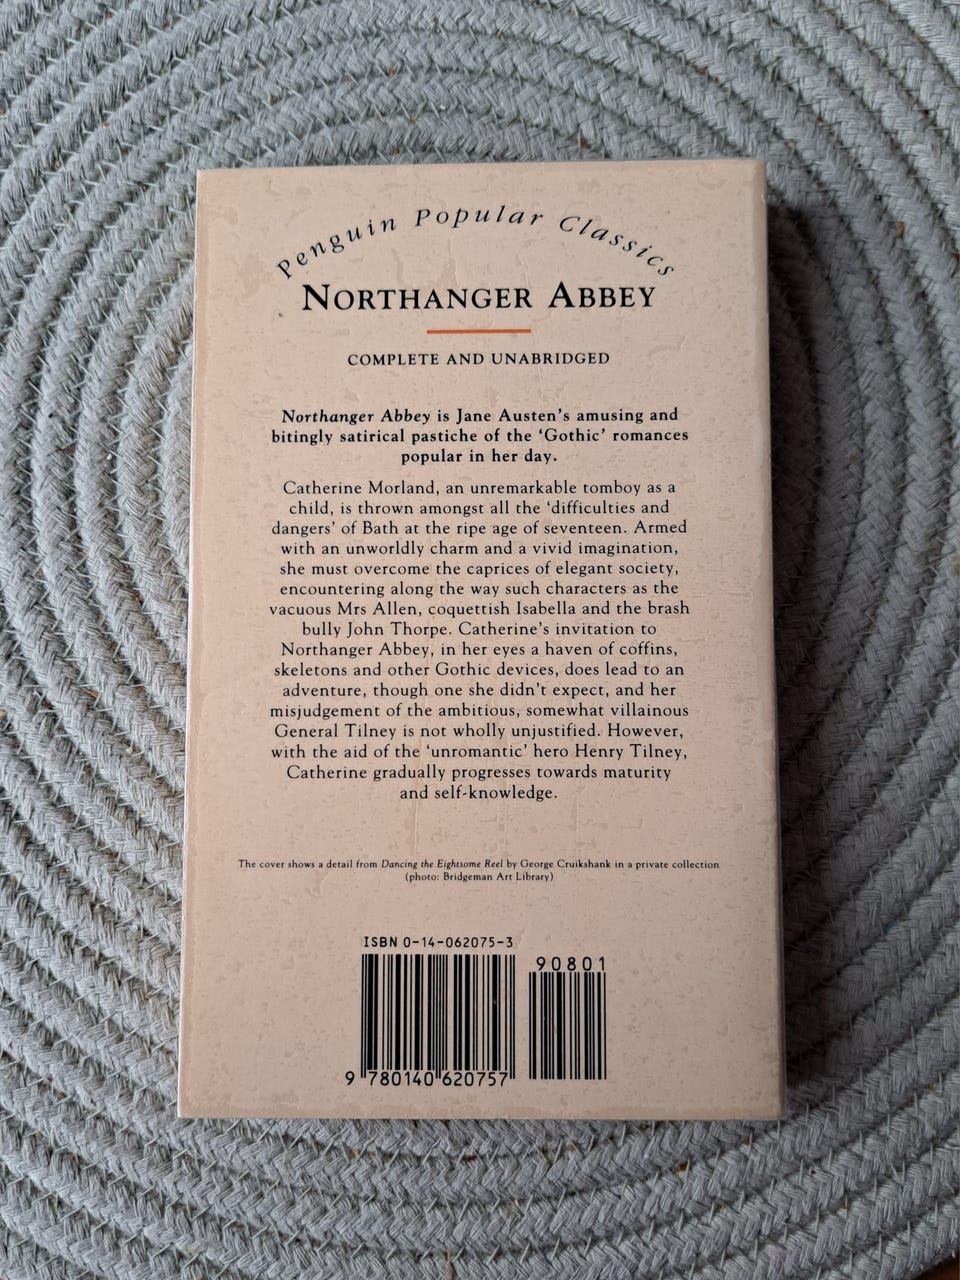 Penguin Popular Classics
NORTHANGER ABBEY
COMPLETE AND UNABRIDGED
Northanger Abbey is Jane Austen's amusing and
bitingly satirical pastiche of the 'Gothic' romances
popular in her day.
Catherine Morland, an unremarkable tomboy as a
child, is thrown amongst all the 'difficulties and
dangers' of Bath at the ripe age of seventeen. Armed
with an unworldly charm and a vivid imagination,
she must overcome the caprices of elegant society,
encountering along the way such characters as the
vacuous Mrs Allen, coquettish Isabella and the brash
bully John Thorpe. Catherine's invitation to
Northanger Abbey, in her eyes a haven of coffins,
skeletons and other Gothic devices, does lead to an
adventure, though one she didn't expect, and her
misjudgement of the ambitious, somewhat villainous
General Tilney is not wholly unjustified. However,
with the aid of the 'unromantic' hero Henry Tilney,
Catherine gradually progresses towards maturity
and self-knowledge.
The cover shows a detail from Dancing the Eightsome Reel by George Cruikshank in a private collection
(photo: Bridgeman Art Library)
ISBN 0-14-062075-3
90801
9 780140 620757